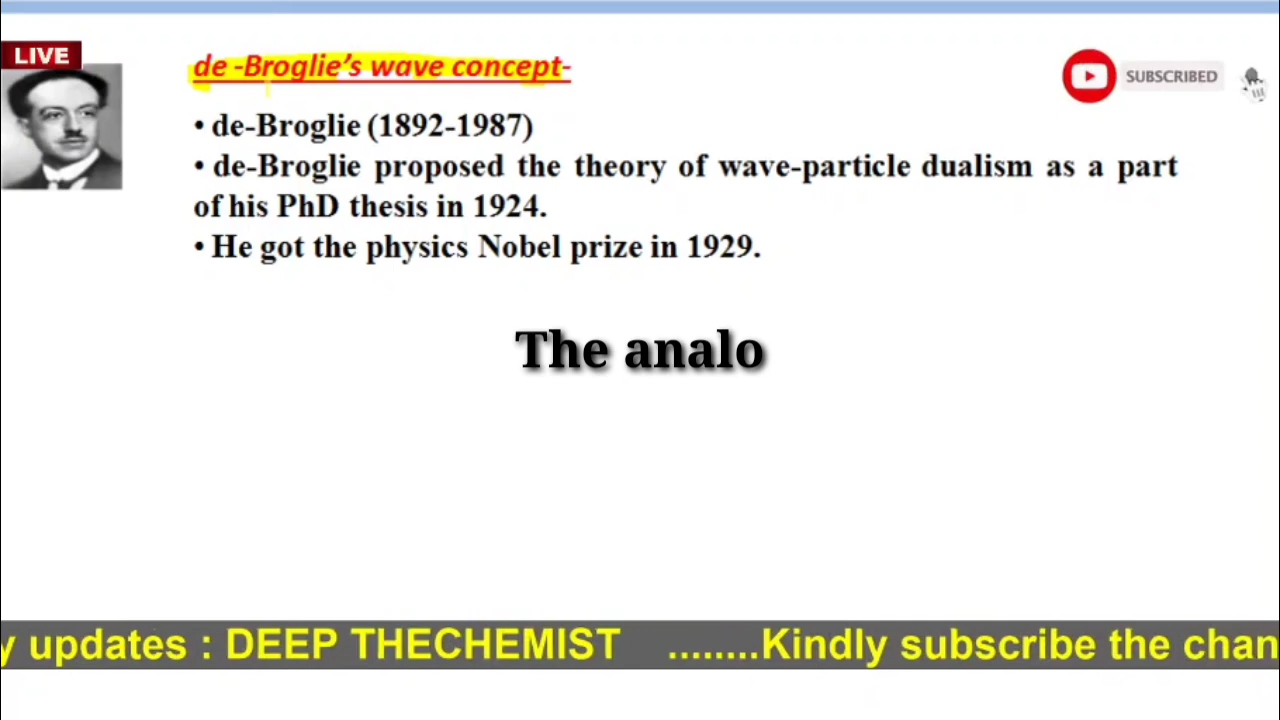 LIVE
de -Broglie's wave concept-
SUBSCRIBED
• de-Broglie (1892-1987)
• de-Broglie proposed the theory of wave-particle dualism as a part
of his PhD thesis in 1924.
• He got the physics Nobel prize in 1929.
The analo
y updates : DEEP THECHEMIST ........Kindly subscribe the chan